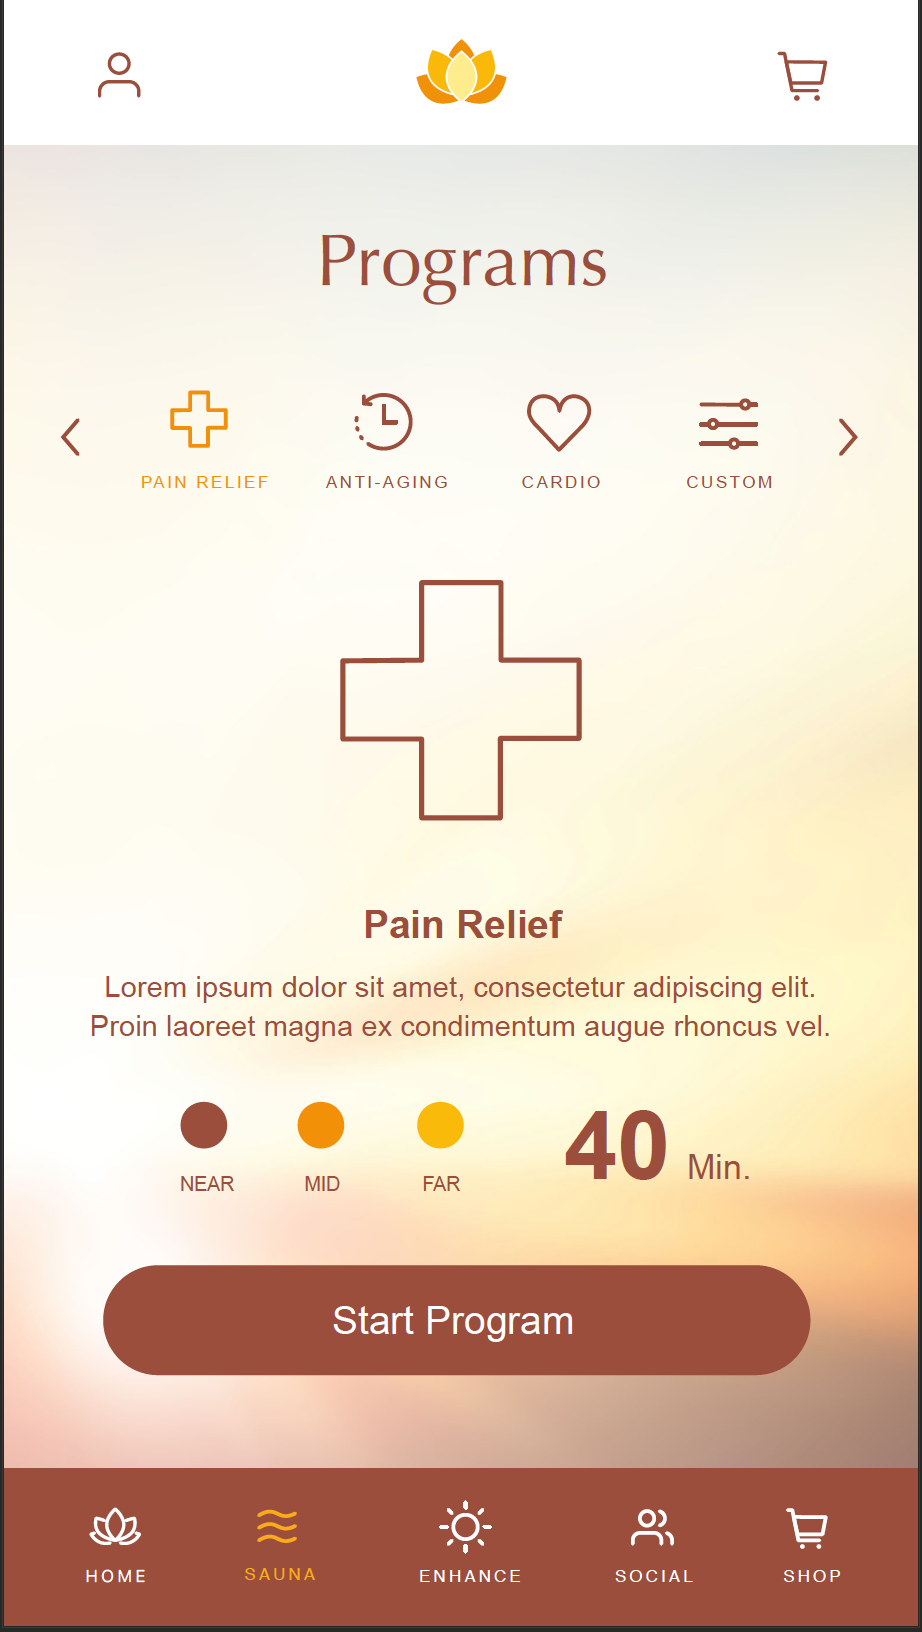 Programs
PAIN RELIEF
ANTI-AGING
CARDIO
CUSTOM
Pain Relief
Lorem ipsum dolor sit amet, consectetur adipiscing elit.
Proin laoreet magna ex condimentum augue rhoncus vel.
NEAR
MID
FAR
40 Min.
Start Program
HOME
SAUNA
ENHANCE
SOCIAL
SHOP